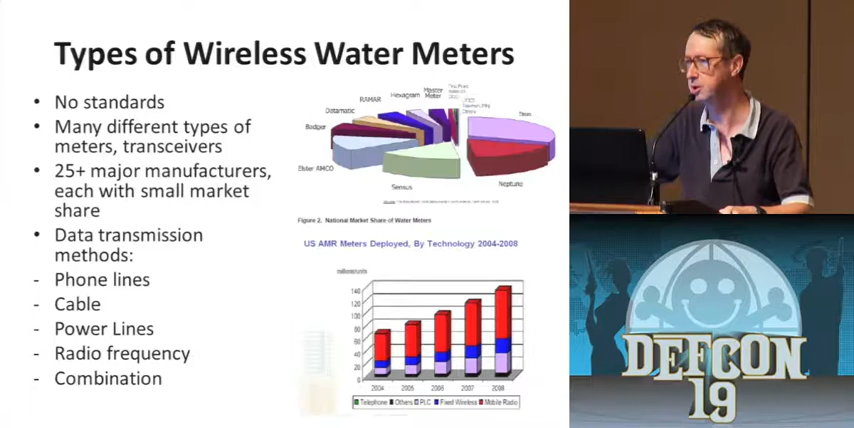 Types of Wireless Water Meters
• No standards
• Many different types of
meters, transceivers
• 25+ major manufacturers,
each with small market
share
• Data transmission
methods:
- Phone lines
- Cable
- Power Lines
- Radio frequency
- Combination
Hexagram
Master
Meter
RAMAR
Datamatic
Badger
Elster AMCO
Sensus
Neptune
Figure 2. National Market Share of Water Meters
US AMR Meters Deployed, By Technology 2004-2008
140
120
100
80
60
40
20
0
2004 2005 2006 2007 2008
Telephone Others PLC Fixed Wireless Mobile Radio
DEFCON
19